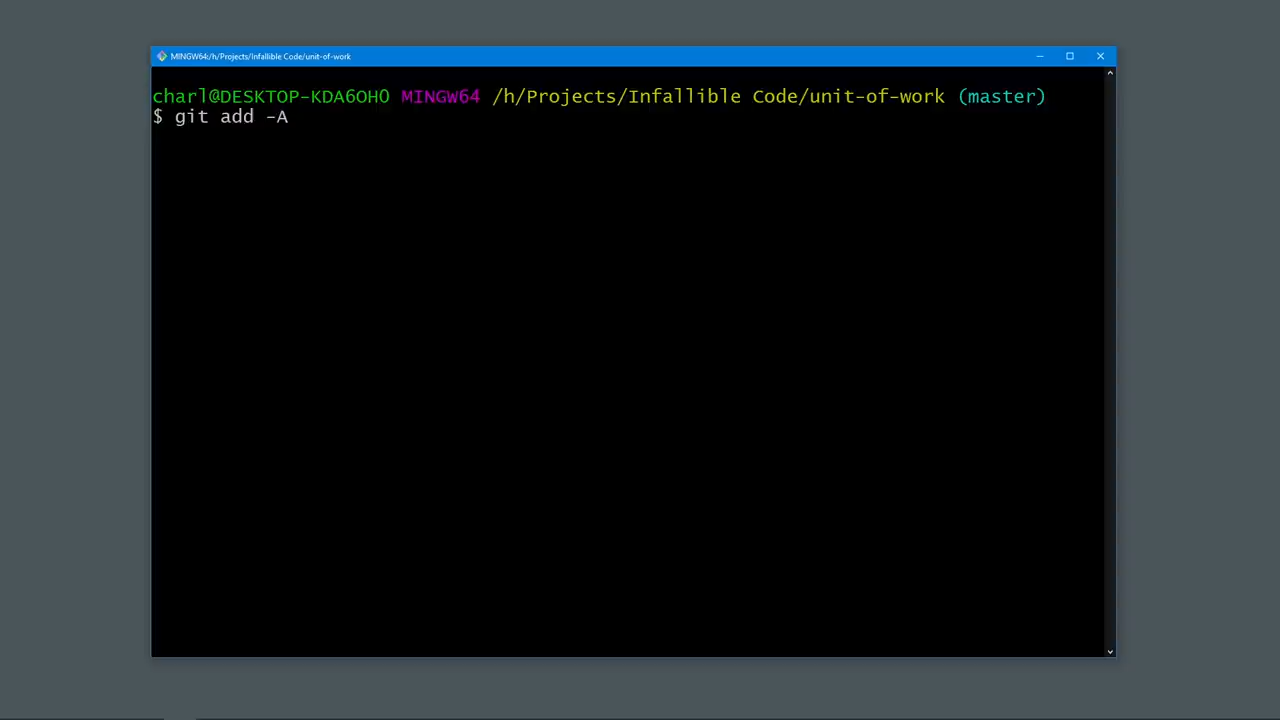 MINGW64:/h/Projects/Infallible Code/unit-of-work
charl@DESKTOP-KDA6OHO MINGW64 /h/Projects/Infallible Code/unit-of-work (master)
$ git add -A